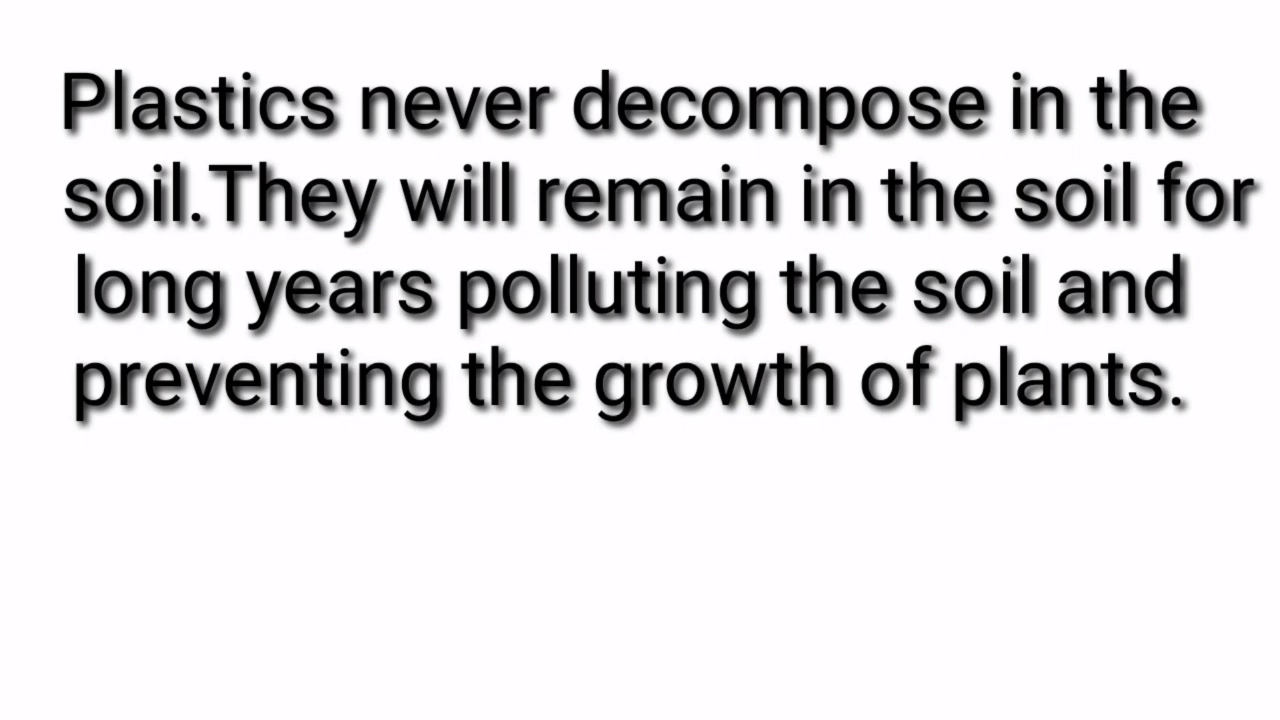 Plastics never decompose in the
soil.They will remain in the soil for
long years polluting the soil and
preventing the growth of plants.